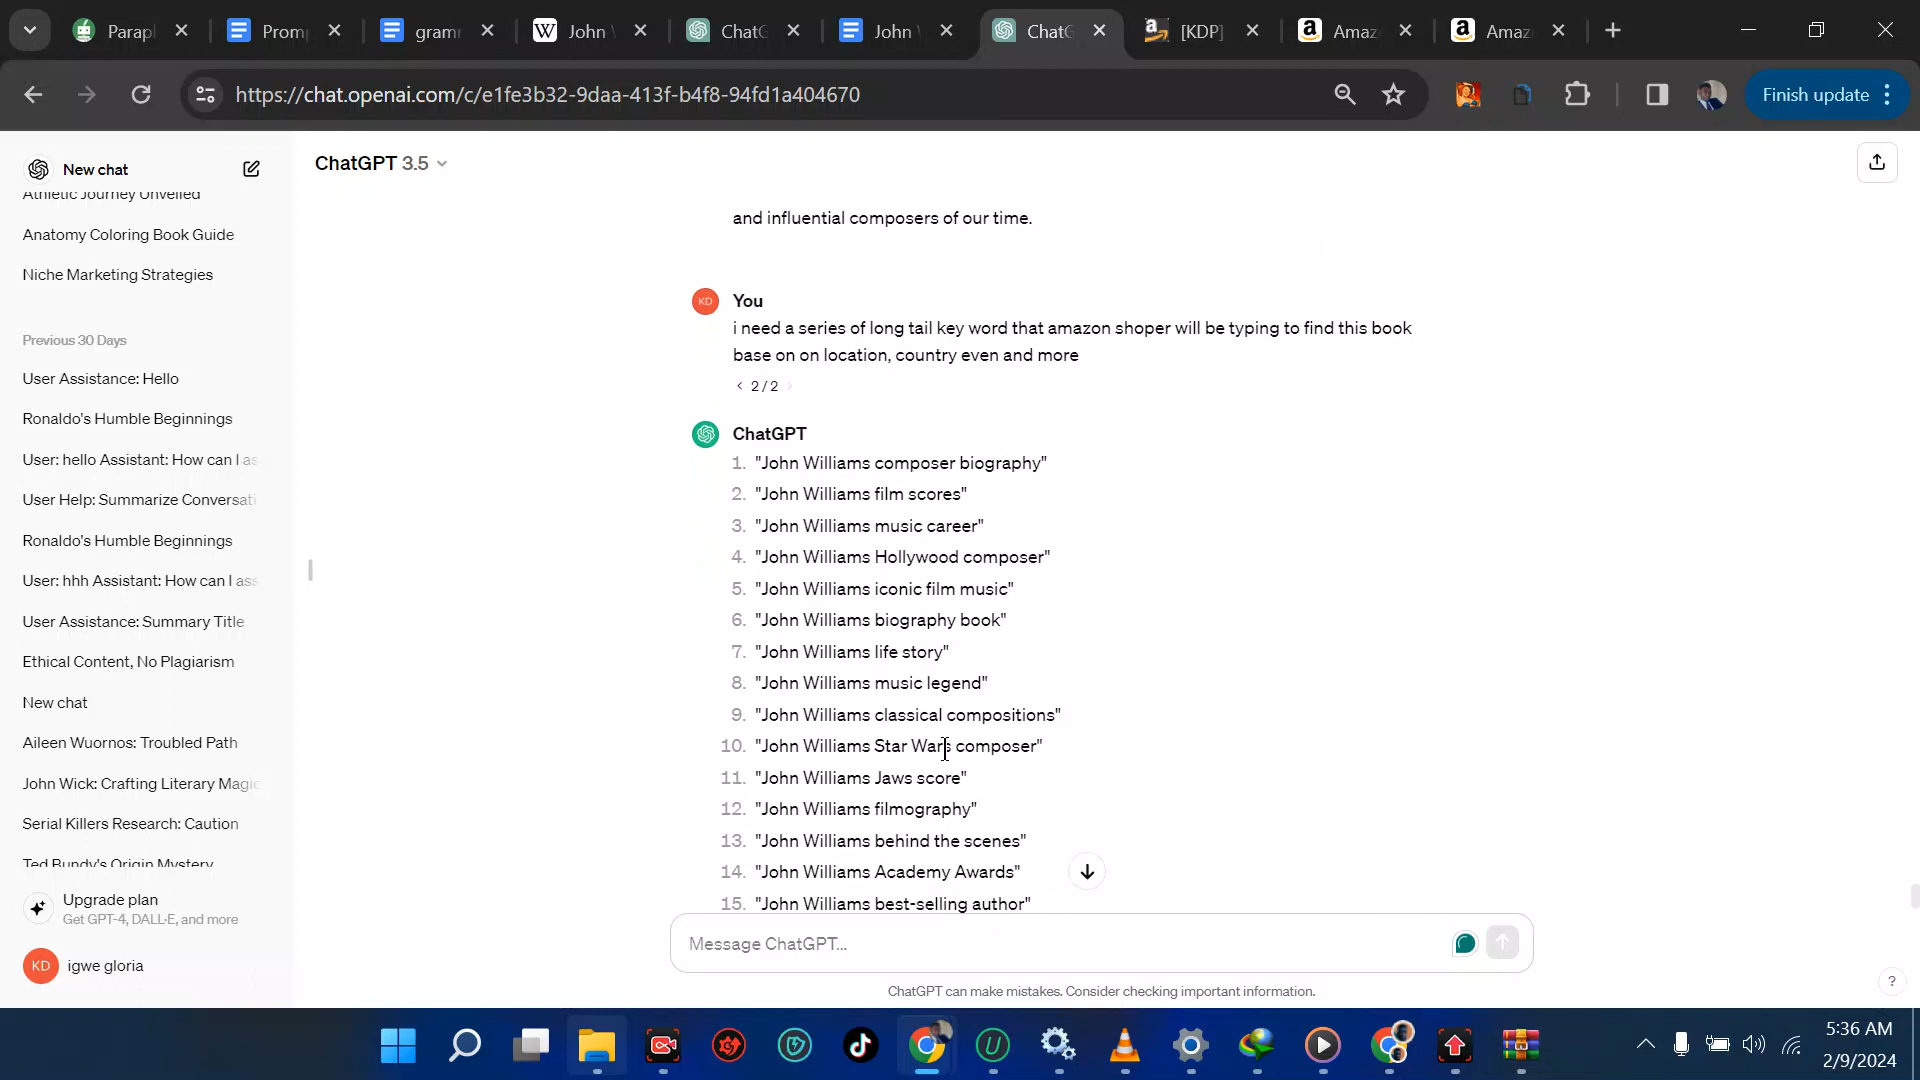 Parap
Prom
gram
John
ChatG
John
ChatG
[KDP]
Amaz
Amaz
https://chat.openai.com/c/e1fe3b32-9daa-413f-b4f8-94fd1a404670
Finish update
New chat
ChatGPT 3.5
Athletic Journey Unveiled
Anatomy Coloring Book Guide
Niche Marketing Strategies
Previous 30 Days
User Assistance: Hello
Ronaldo's Humble Beginnings
User: hello Assistant: How can I as
User Help: Summarize Conversati
Ronaldo's Humble Beginnings
User: hhh Assistant: How can I ass
User Assistance: Summary Title
Ethical Content, No Plagiarism
New chat
Aileen Wuornos: Troubled Path
John Wick: Crafting Literary Magic
Serial Killers Research: Caution
Ted Bundy's Origin Mystery
Upgrade plan
Get GPT-4, DALL·E, and more
KD
igwe gloria
and influential composers of our time.
KD
You
i need a series of long tail key word that amazon shoper will be typing to find this book
base on on location, country even and more
2 / 2
ChatGPT
1. "John Williams composer biography"
2. "John Williams film scores"
3. "John Williams music career"
4. "John Williams Hollywood composer"
5. "John Williams iconic film music"
6. "John Williams biography book"
7. "John Williams life story"
8. "John Williams music legend"
9. "John Williams classical compositions"
10. "John Williams Star Wars composer"
11. "John Williams Jaws score"
12. "John Williams filmography"
13. "John Williams behind the scenes"
14. "John Williams Academy Awards"
15. "John Williams best-selling author"
Message ChatGPT...
ChatGPT can make mistakes. Consider checking important information.
?
5:36 AM
2/9/2024